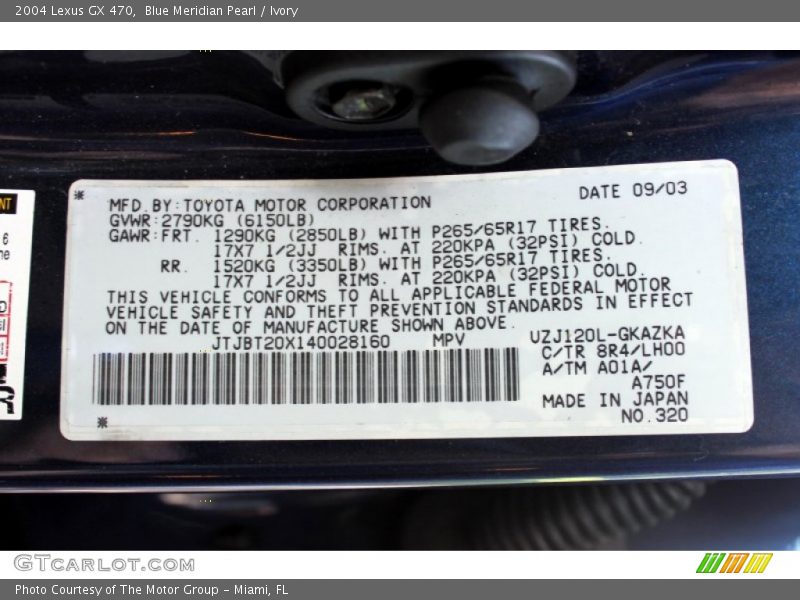 2004 Lexus GX 470, Blue Meridian Pearl / Ivory
MFD.BY:TOYOTA MOTOR CORPORATION DATE 09/03
GVWR:2790KG (6150LB)
GAWR:FRT. 1290KG (2850LB) WITH P265/65R17 TIRES.
17X7 1/2JJ RIMS. AT 220KPA (32PSI) COLD.
RR. 1520KG (3350LB) WITH P265/65R17 TIRES.
17X7 1/2JJ RIMS. AT 220KPA (32PSI) COLD.
THIS VEHICLE CONFORMS TO ALL APPLICABLE FEDERAL MOTOR
VEHICLE SAFETY AND THEFT PREVENTION STANDARDS IN EFFECT
ON THE DATE OF MANUFACTURE SHOWN ABOVE.
JTJBT20X140028160 MPV UZJ120L-GKAZKA
C/TR 8R4/LH00
A/TM A01A/
A750F
MADE IN JAPAN
NO.320
GTCARLOT.COM
Photo Courtesy of The Motor Group - Miami, FL